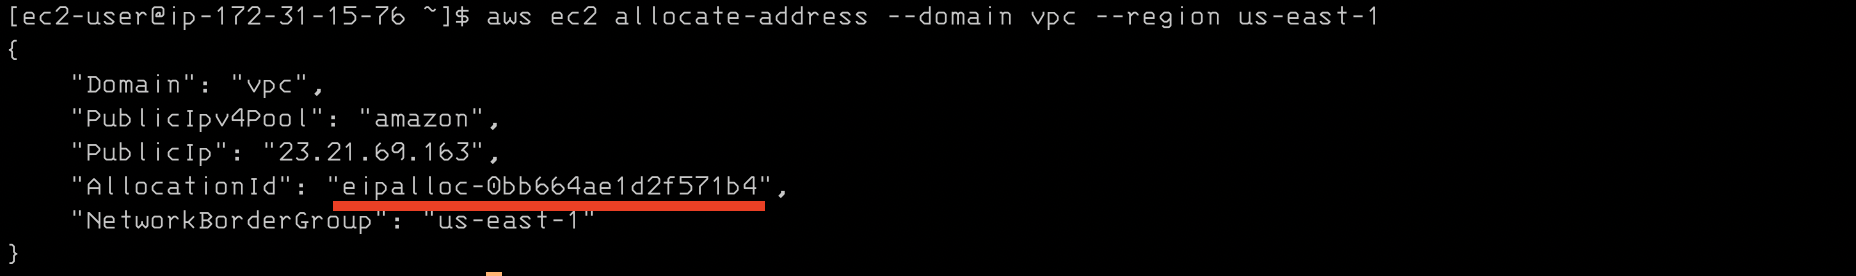 [ec2-user@ip-172-31-15-76 ~]$ aws ec2 allocate-address --domain vpc --region us-east-1
{
    "Domain": "vpc",
    "PublicIpv4Pool": "amazon",
    "PublicIp": "23.21.69.163",
    "AllocationId": "eipalloc-0bb664ae1d2f571b4",
    "NetworkBorderGroup": "us-east-1"
}